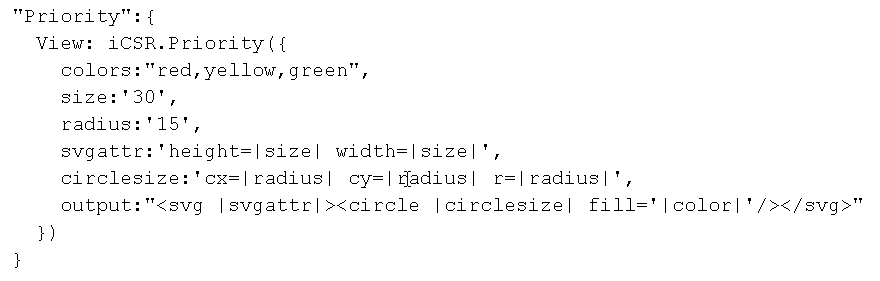 "Priority":{
  View: iCSR.Priority({
    colors:"red,yellow,green",
    size:'30',
    radius:'15',
    svgattr:'height=|size| width=|size|',
    circlesize:'cx=|radius| cy=|radius| r=|radius|',
    output:"<svg |svgattr|><circle |circlesize| fill='|color|'/></svg>"
  })
}